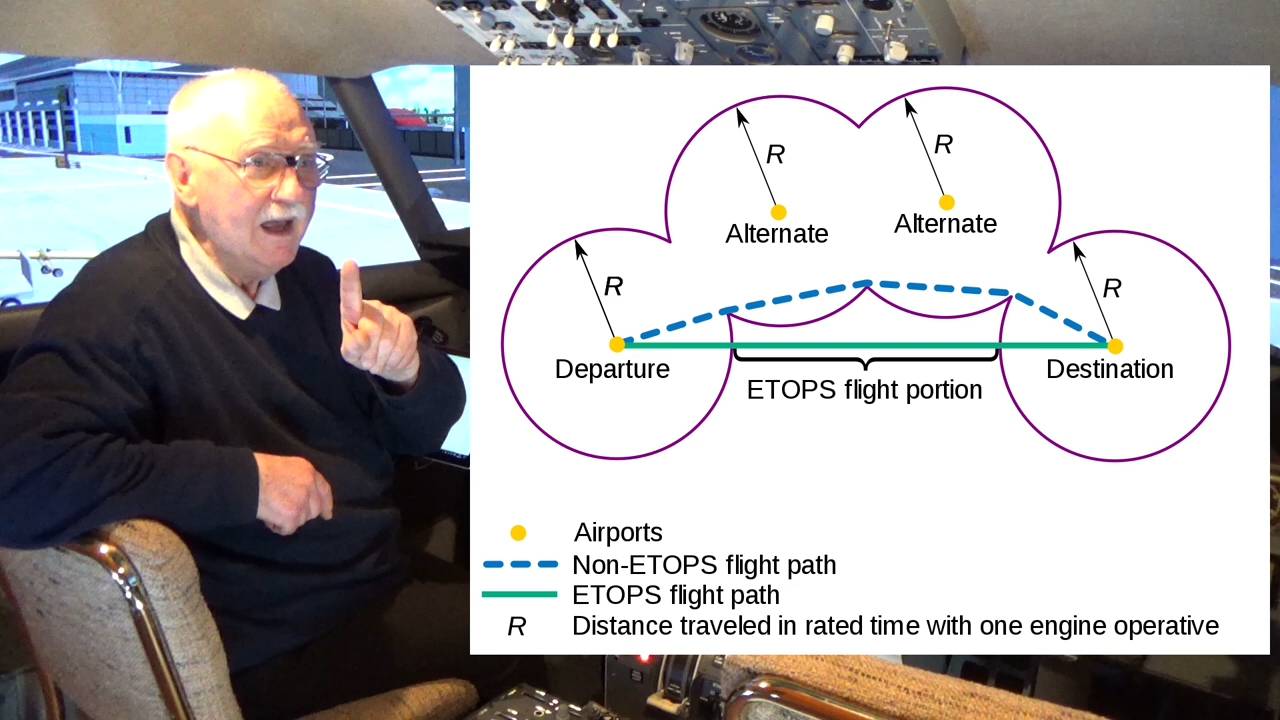 R
R
Alternate
Alternate
R
R
Departure
Destination
ETOPS flight portion
Airports
Non-ETOPS flight path
ETOPS flight path
R Distance traveled in rated time with one engine operative